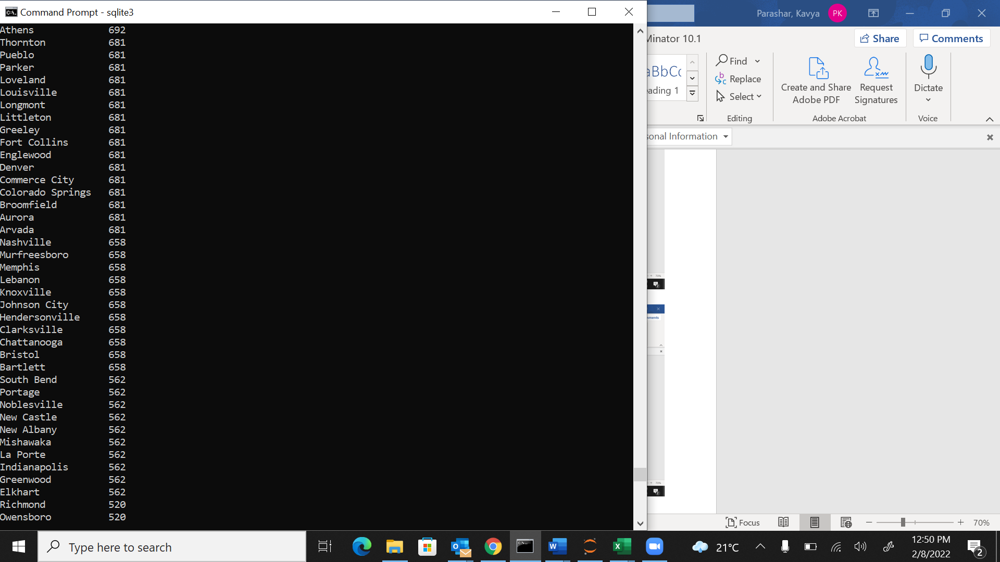 Command Prompt - sqlite3
Athens 692
Thornton 681
Pueblo 681
Parker 681
Loveland 681
Louisville 681
Longmont 681
Littleton 681
Greeley 681
Fort Collins 681
Englewood 681
Denver 681
Commerce City 681
Colorado Springs 681
Broomfield 681
Aurora 681
Arvada 681
Nashville 658
Murfreesboro 658
Memphis 658
Lebanon 658
Knoxville 658
Johnson City 658
Hendersonville 658
Clarksville 658
Chattanooga 658
Bristol 658
Bartlett 658
South Bend 562
Portage 562
Noblesville 562
New Castle 562
New Albany 562
Mishawaka 562
La Porte 562
Indianapolis 562
Greenwood 562
Elkhart 562
Richmond 520
Owensboro 520
Parashar, Kavya PK
Minator 10.1
Share Comments
aBbCc
eading 1
Find
Replace
Select
Editing
Create and Share
Adobe PDF
Request
Signatures
Adobe Acrobat
Dictate
Voice
sonal Information
70%
2
mments
70%
2
Focus 70%
Type here to search
21°C
12:50 PM
2/8/2022
2